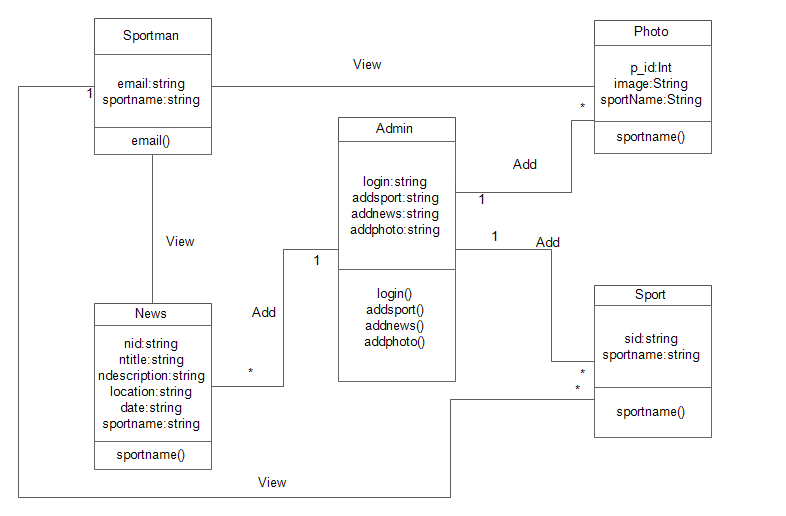 Sportman
email:string
sportname:string
email()
1
View
Photo
p_id:Int
image:String
sportName:String
sportname()
*
Admin
login:string
addsport:string
addnews:string
addphoto:string
login()
addsport()
addnews()
addphoto()
Add
1
1
Add
View
1
Add
*
News
nid:string
ntitle:string
ndescription:string
location:string
date:string
sportname:string
sportname()
Sport
sid:string
sportname:string
sportname()
*
*
View